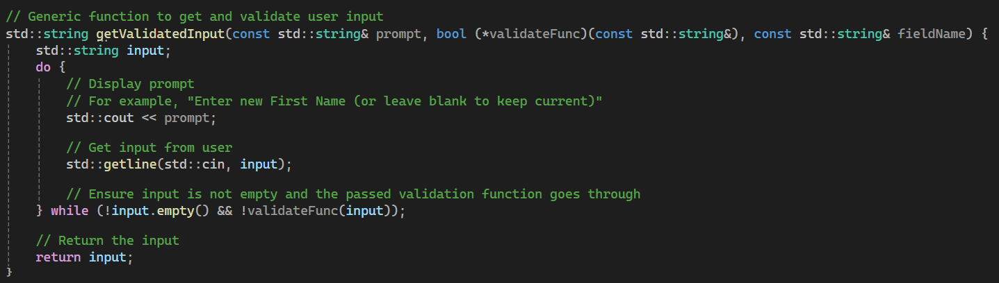 // Generic function to get and validate user input
std::string getValidatedInput(const std::string& prompt, bool (*validateFunc)(const std::string&), const std::string& fieldName) {
    std::string input;
    do {
        // Display prompt
        // For example, "Enter new First Name (or leave blank to keep current)"
        std::cout << prompt;

        // Get input from user
        std::getline(std::cin, input);

        // Ensure input is not empty and the passed validation function goes through
    } while (!input.empty() && !validateFunc(input));

    // Return the input
    return input;
}